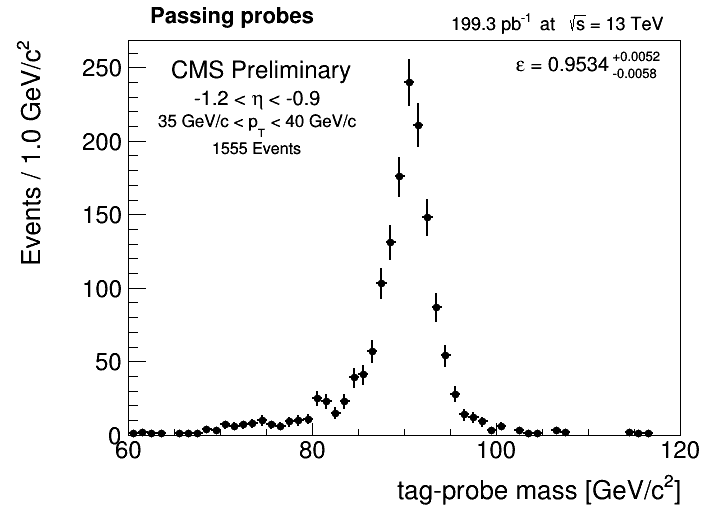 Passing probes
199.3 pb⁻¹ at √s = 13 TeV
CMS Preliminary
-1.2 < η < -0.9
35 GeV/c < p_T < 40 GeV/c
1555 Events
ε = 0.9534 +0.0052 -0.0058
Events / 1.0 GeV/c²
250
200
150
100
50
0
60 80 100 120
tag-probe mass [GeV/c²]